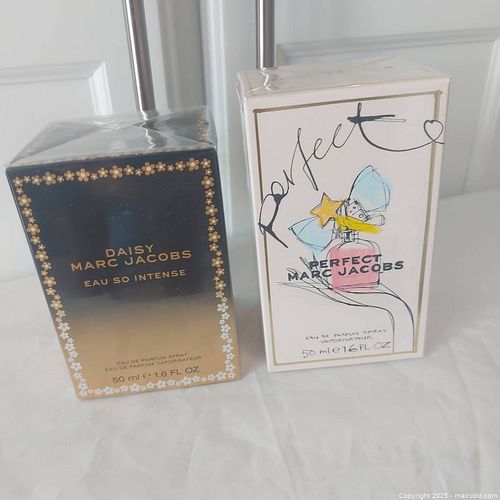 DAISY
MARC JACOBS
EAU SO INTENSE
EAU DE PARFUM SPRAY
EAU DE PARFUM VAPORISATEUR
50 ml e 1.6 FL OZ
Perfect
PERFECT
MARC JACOBS
EAU DE PARFUM SPRAY
VAPORISATEUR
50 ml e 1.6 FL.OZ
Copyright 2025 - maxsold.com